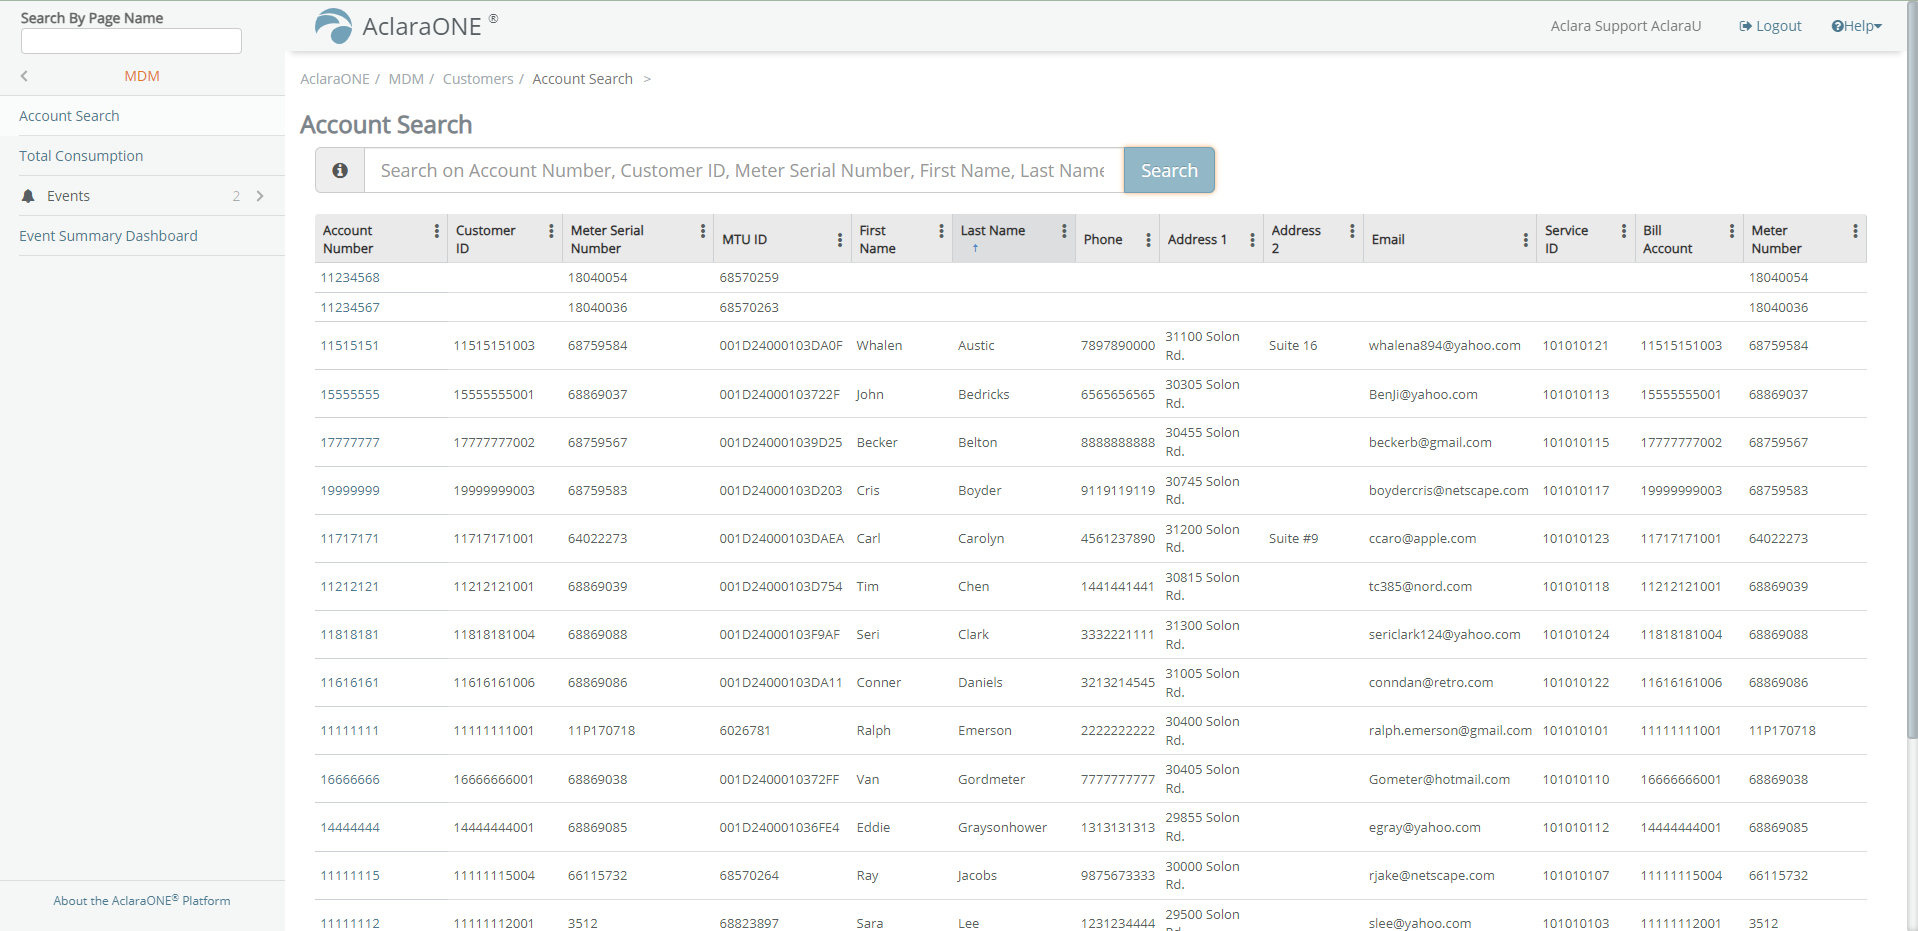 Search By Page Name
MDM
Account Search
Total Consumption
Events 2
Event Summary Dashboard
About the AclaraONE® Platform
AclaraONE ®
Aclara Support AclaraU Logout Help
AclaraONE / MDM / Customers / Account Search >
Account Search
Search on Account Number, Customer ID, Meter Serial Number, First Name, Last Name Search
Account Number Customer ID Meter Serial Number MTU ID First Name Last Name ↑ Phone Address 1 Address 2 Email Service ID Bill Account Meter Number
11234568 18040054 68570259 18040054
11234567 18040036 68570263 18040036
11515151 11515151003 68759584 001D24000103DA0F Whalen Austic 7897890000 31100 Solon Rd. Suite 16 whalena894@yahoo.com 101010121 11515151003 68759584
15555555 15555555001 68869037 001D24000103722F John Bedricks 6565656565 30305 Solon Rd. BenJi@yahoo.com 101010113 15555555001 68869037
17777777 17777777002 68759567 001D240001039D25 Becker Belton 8888888888 30455 Solon Rd. beckerb@gmail.com 101010115 17777777002 68759567
19999999 19999999003 68759583 001D24000103D203 Cris Boyder 9119119119 30745 Solon Rd. boydercris@netscape.com 101010117 19999999003 68759583
11717171 11717171001 64022273 001D24000103DAEA Carl Carolyn 4561237890 31200 Solon Rd. Suite #9 ccaro@apple.com 101010123 11717171001 64022273
11212121 11212121001 68869039 001D24000103D754 Tim Chen 1441441441 30815 Solon Rd. tc385@nord.com 101010118 11212121001 68869039
11818181 11818181004 68869088 001D24000103F9AF Seri Clark 3332221111 31300 Solon Rd. sericlark124@yahoo.com 101010124 11818181004 68869088
11616161 11616161006 68869086 001D24000103DA11 Conner Daniels 3213214545 31005 Solon Rd. conndan@retro.com 101010122 11616161006 68869086
11111111 11111111001 11P170718 6026781 Ralph Emerson 2222222222 30400 Solon Rd. ralph.emerson@gmail.com 101010101 11111111001 11P170718
16666666 16666666001 68869038 001D2400010372FF Van Gordmeter 7777777777 30405 Solon Rd. Gometer@hotmail.com 101010110 16666666001 68869038
14444444 14444444001 68869085 001D240001036FE4 Eddie Graysonhower 1313131313 29855 Solon Rd. egray@yahoo.com 101010112 14444444001 68869085
11111115 11111115004 66115732 68570264 Ray Jacobs 9875673333 30000 Solon Rd. rjake@netscape.com 101010107 11111115004 66115732
11111112 11111112001 3512 68823897 Sara Lee 1231234444 29500 Solon slee@yahoo.com 101010103 11111112001 3512